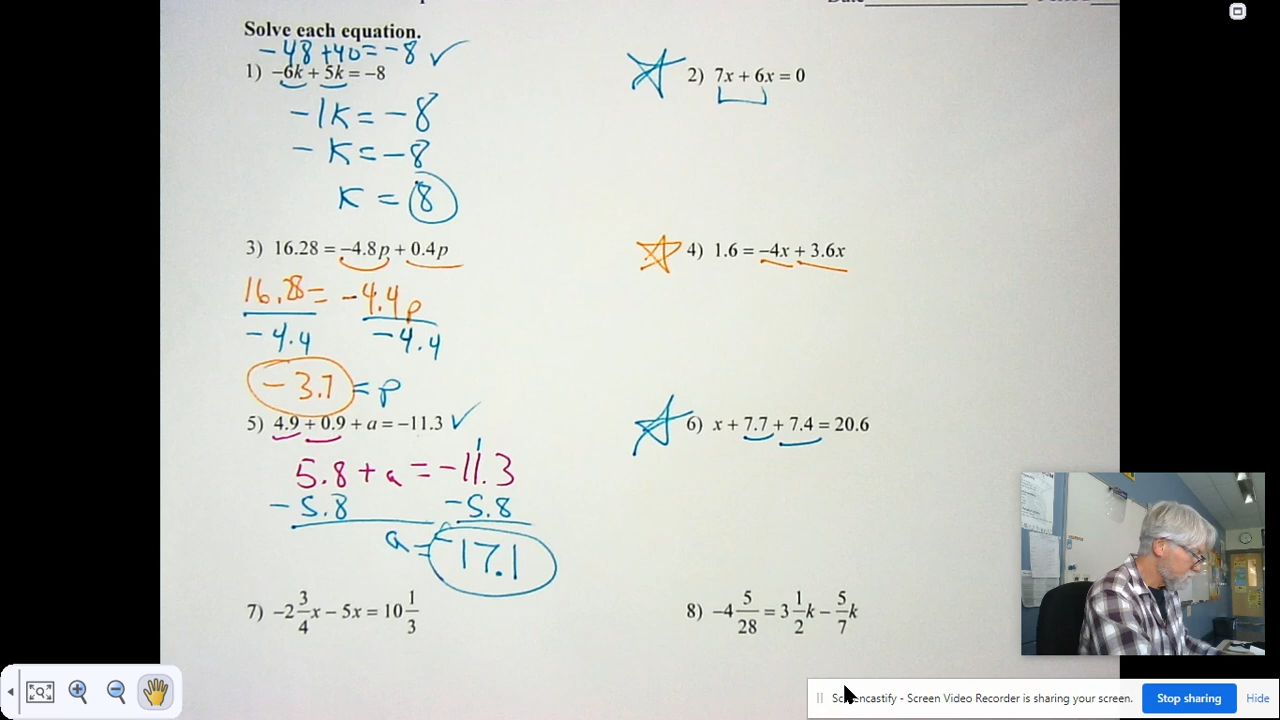 Solve each equation.
-48 +40 = -8 ✓
1) −6k + 5k = −8
-1K = -8
- K = -8
K = 8
2) 7x + 6x = 0
3) 16.28 = −4.8p + 0.4p
16.28 = -4.4p
-4.4 -4.4
-3.7 = p
4) 1.6 = −4x + 3.6x
5) 4.9 + 0.9 + a = −11.3 ✓
5.8 + a = -11.3
-5.8 -5.8
a = -17.1
6) x + 7.7 + 7.4 = 20.6
7) −2 3/4 x − 5x = 10 1/3
8) −4 5/28 = 3 1/2 k − 5/7 k
Screencastify - Screen Video Recorder is sharing your screen.
Stop sharing
Hide